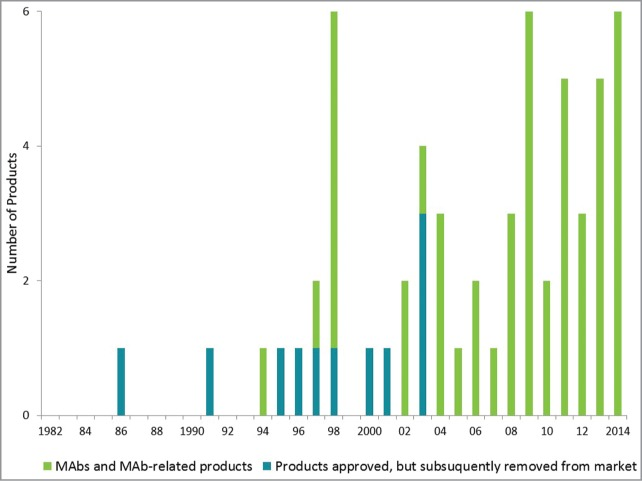 6
4
2
0
Number of Products
1982 84 86 88 1990 92 94 96 98 2000 02 04 06 08 10 12 2014
MAbs and MAb-related products Products approved, but subsuquently removed from market